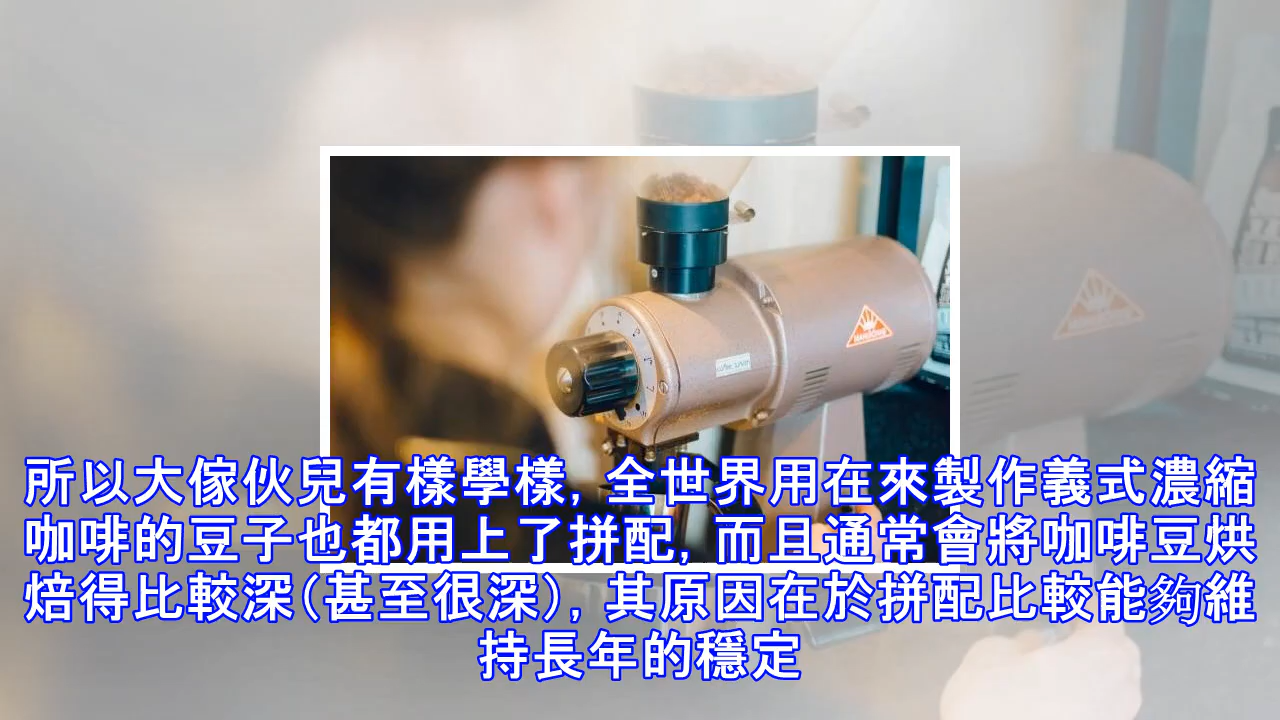 所以大傢伙兒有樣學樣, 全世界用在來製作義式濃縮
咖啡的豆子也都用上了拼配, 而且通常會將咖啡豆烘
焙得比較深(甚至很深), 其原因在於拼配比較能夠維
持長年的穩定